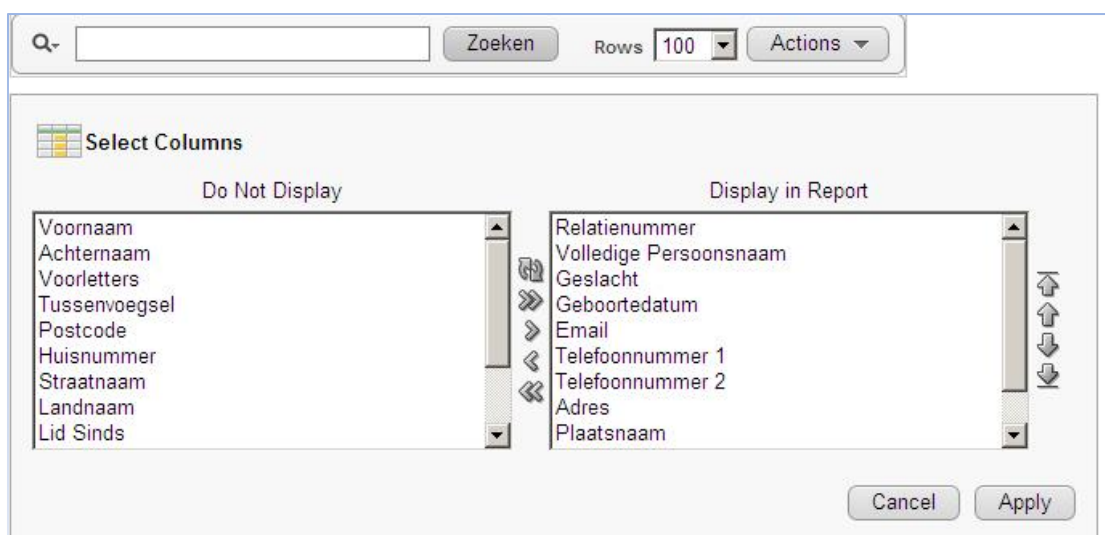 Zoeken Rows 100 Actions
Select Columns
Do Not Display
Voornaam
Achternaam
Voorletters
Tussenvoegsel
Postcode
Huisnummer
Straatnaam
Landnaam
Lid Sinds
Display in Report
Relatienummer
Volledige Persoonsnaam
Geslacht
Geboortedatum
Email
Telefoonnummer 1
Telefoonnummer 2
Adres
Plaatsnaam
Cancel Apply